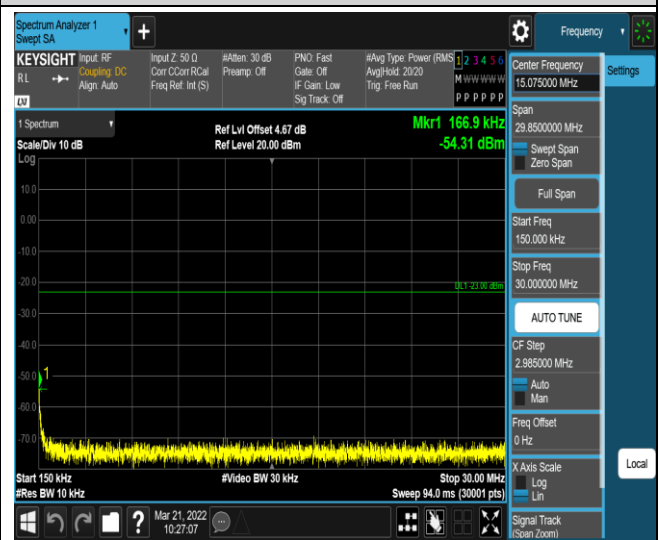 Spectrum Analyzer 1
Swept SA
Frequency
KEYSIGHT
RL
LXI
Input: RF
Coupling: DC
Align: Auto
Input Z: 50 Ω
Corr CCorr RCal
Freq Ref: Int (S)
#Atten: 30 dB
Preamp: Off
PNO: Fast
Gate: Off
IF Gain: Low
Sig Track: Off
#Avg Type: Power (RMS
Avg|Hold: 20/20
Trig: Free Run
1 2 3 4 5 6
M W W W W W
P P P P P P
1 Spectrum
Scale/Div 10 dB
Ref Lvl Offset 4.67 dB
Ref Level 20.00 dBm
Mkr1 166.9 kHz
-54.31 dBm
Log
10.0
0.00
-10.0
-20.0
DL1 -23.00 dBm
-30.0
-40.0
-50.0
1
-60.0
-70.0
Start 150 kHz
#Res BW 10 kHz
#Video BW 30 kHz
Stop 30.00 MHz
Sweep 94.0 ms (30001 pts)
Mar 21, 2022
10:27:07
Center Frequency
15.075000 MHz
Span
29.8500000 MHz
Swept Span
Zero Span
Full Span
Start Freq
150.000 kHz
Stop Freq
30.000000 MHz
AUTO TUNE
CF Step
2.985000 MHz
Auto
Man
Freq Offset
0 Hz
X Axis Scale
Log
Lin
Signal Track
(Span Zoom)
Settings
Local